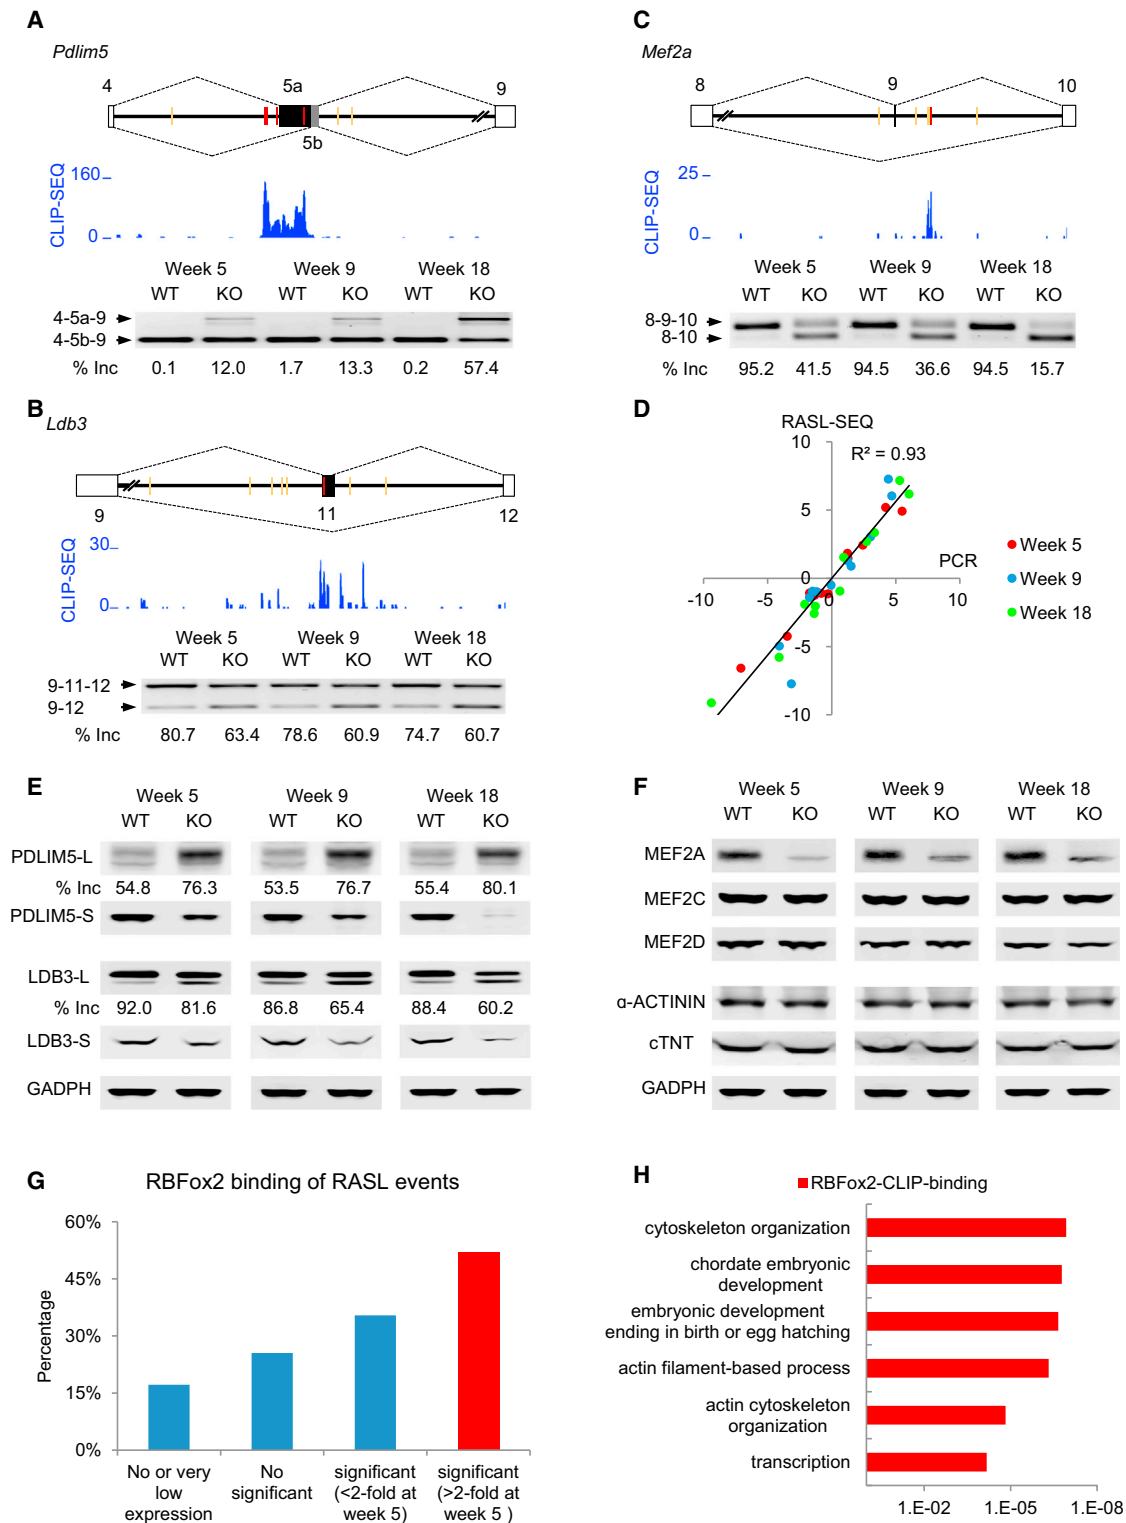 A
Pdlim5
4
5a
9
5b
CLIP-SEQ
160
0
Week 5 Week 9 Week 18
WT KO WT KO WT KO
4-5a-9
4-5b-9
% Inc 0.1 12.0 1.7 13.3 0.2 57.4
B
Ldb3
9
11
12
CLIP-SEQ
30
0
Week 5 Week 9 Week 18
WT KO WT KO WT KO
9-11-12
9-12
% Inc 80.7 63.4 78.6 60.9 74.7 60.7
C
Mef2a
8
9
10
CLIP-SEQ
25
0
Week 5 Week 9 Week 18
WT KO WT KO WT KO
8-9-10
8-10
% Inc 95.2 41.5 94.5 36.6 94.5 15.7
D
RASL-SEQ
10
R² = 0.93
5
PCR
0
-10 -5 0 5 10
-5
-10
Week 5
Week 9
Week 18
E
Week 5 Week 9 Week 18
WT KO WT KO WT KO
PDLIM5-L
% Inc 54.8 76.3 53.5 76.7 55.4 80.1
PDLIM5-S
LDB3-L
% Inc 92.0 81.6 86.8 65.4 88.4 60.2
LDB3-S
GADPH
F
Week 5 Week 9 Week 18
WT KO WT KO WT KO
MEF2A
MEF2C
MEF2D
α-ACTININ
cTNT
GADPH
G
RBFox2 binding of RASL events
Percentage
60%
45%
30%
15%
0%
No or very
low
expression
No
significant
significant
(<2-fold at
week 5)
significant
(>2-fold at
week 5 )
H
RBFox2-CLIP-binding
cytoskeleton organization
chordate embryonic
development
embryonic development
ending in birth or egg hatching
actin filament-based process
actin cytoskeleton
organization
transcription
1.E-02 1.E-05 1.E-08